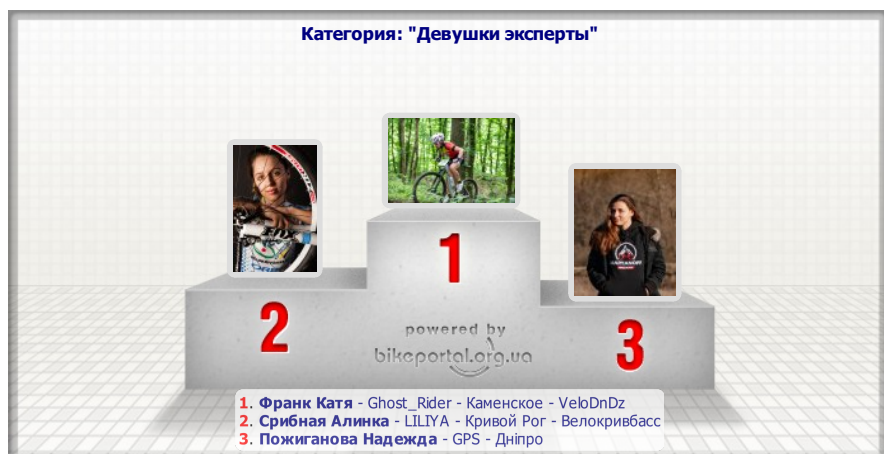 Категория: "Девушки эксперты"
1
2
3
powered by
bikeportal.org.ua
1. Франк Катя - Ghost_Rider - Каменское - VeloDnDz
2. Срибная Алинка - LILIYA - Кривой Рог - Велокривбасс
3. Пожиганова Надежда - GPS - Дніпро